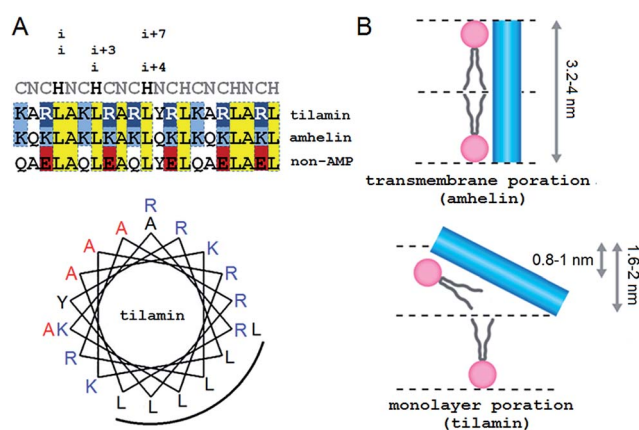 A
i i+7
i i+3
i i+4
CNCHNCHCNCHNCHCNCHNCH
KARLAKLRARLYRLKARLARL tilamin
KQKLAKLKAKLQKLKQKLAKL amhelin
QAELAQLEAQLYELQAELAEL non-AMP
R
A A R
A K
A R
Y R
A K tilamin R L
R L
K L
L L L
B
3.2-4 nm
transmembrane poration
(amhelin)
0.8-1 nm
1.6-2 nm
monolayer poration
(tilamin)